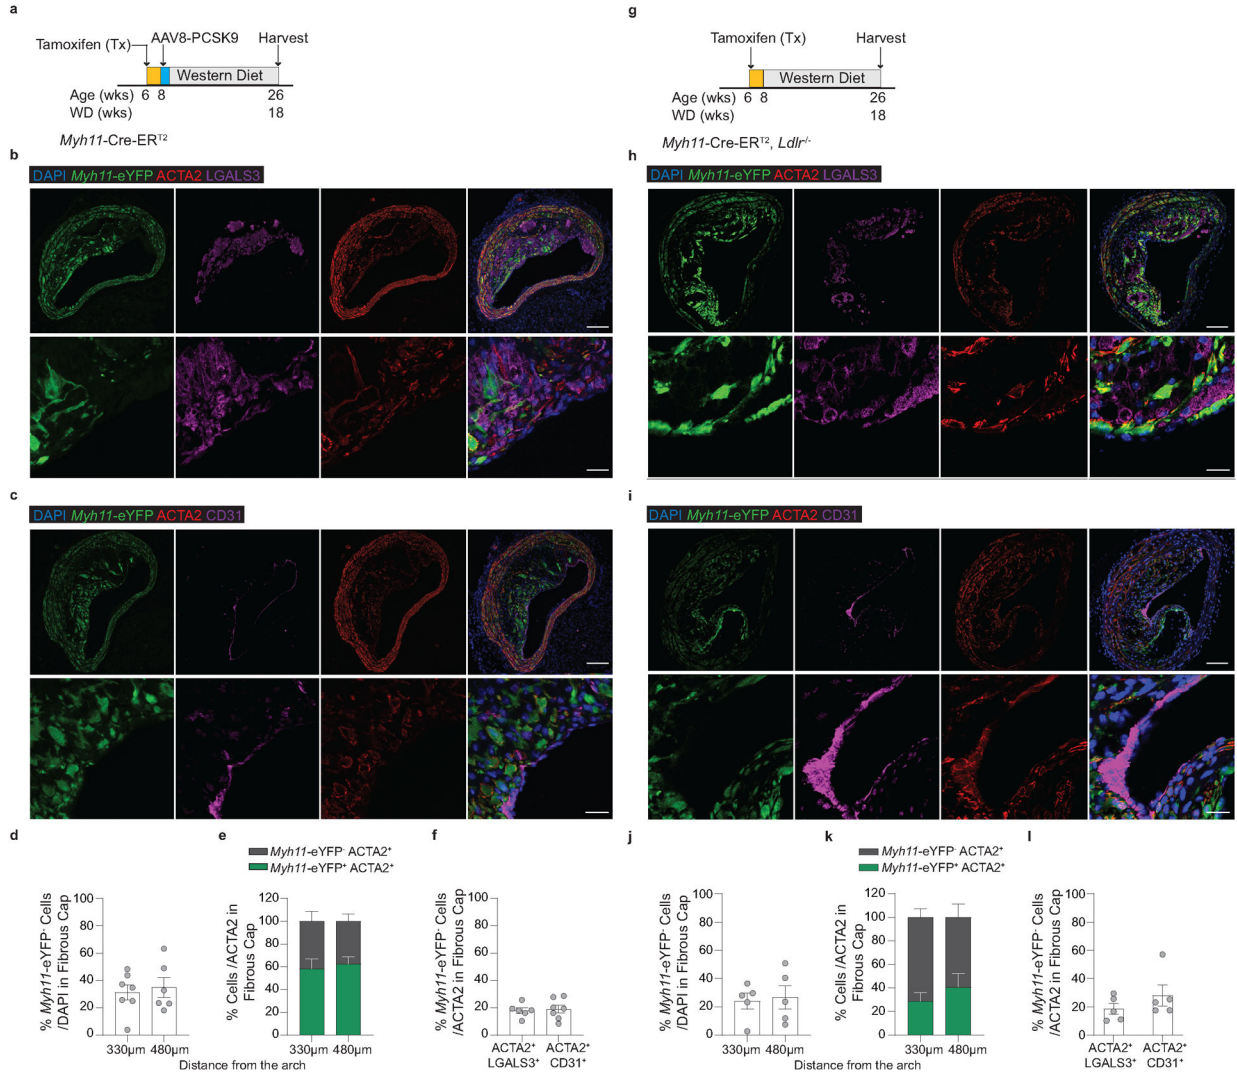 a
Tamoxifen (Tx)
AAV8-PCSK9
Harvest
Western Diet
Age (wks) 6 8 26
WD (wks) 18
Myh11-Cre-ERT2
b
DAPI Myh11-eYFP ACTA2 LGALS3
c
DAPI Myh11-eYFP ACTA2 CD31
d
% Myh11-eYFP- Cells
/DAPI in Fibrous Cap
100
80
60
40
20
0
330µm 480µm
e
Myh11-eYFP- ACTA2+
Myh11-eYFP+ ACTA2+
% Cells /ACTA2 in
Fibrous Cap
120
100
80
60
40
20
0
330µm 480µm
Distance from the arch
f
% Myh11-eYFP- Cells
/ACTA2 in Fibrous Cap
100
80
60
40
20
0
ACTA2+ ACTA2+
LGALS3+ CD31+
g
Tamoxifen (Tx)
Harvest
Western Diet
Age (wks) 6 8 26
WD (wks) 18
Myh11-Cre-ERT2, Ldlr-/-
h
DAPI Myh11-eYFP ACTA2 LGALS3
i
DAPI Myh11-eYFP ACTA2 CD31
j
% Myh11-eYFP- Cells
/DAPI in Fibrous Cap
100
80
60
40
20
0
330µm 480µm
k
Myh11-eYFP- ACTA2+
Myh11-eYFP+ ACTA2+
% Cells /ACTA2 in
Fibrous Cap
120
100
80
60
40
20
0
330µm 480µm
Distance from the arch
l
% Myh11-eYFP- Cells
/ACTA2 in Fibrous Cap
100
80
60
40
20
0
ACTA2+ ACTA2+
LGALS3+ CD31+